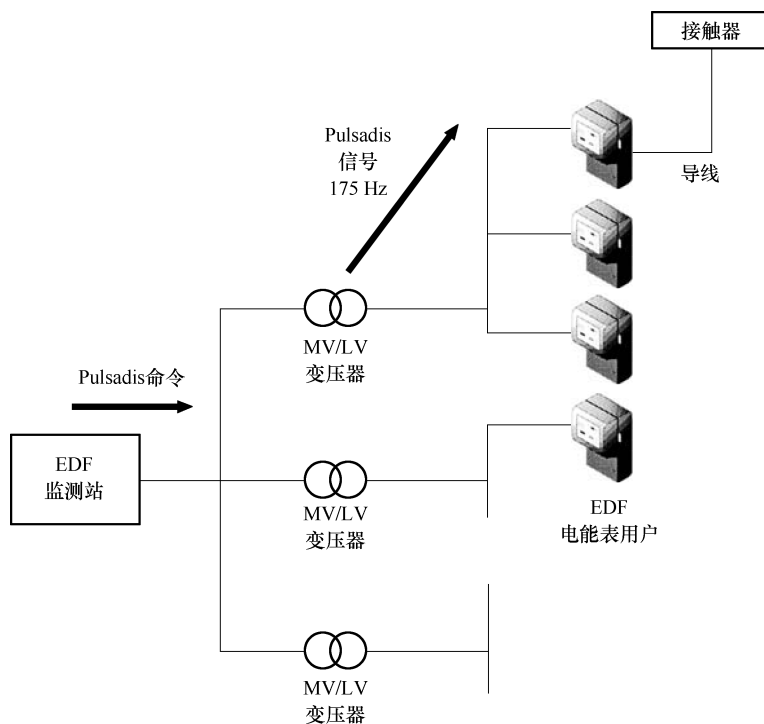 接触器
Pulsadis
信号
175 Hz
导线
MV/LV
变压器
Pulsadis命令
EDF
监测站
MV/LV
变压器
EDF
电能表用户
MV/LV
变压器